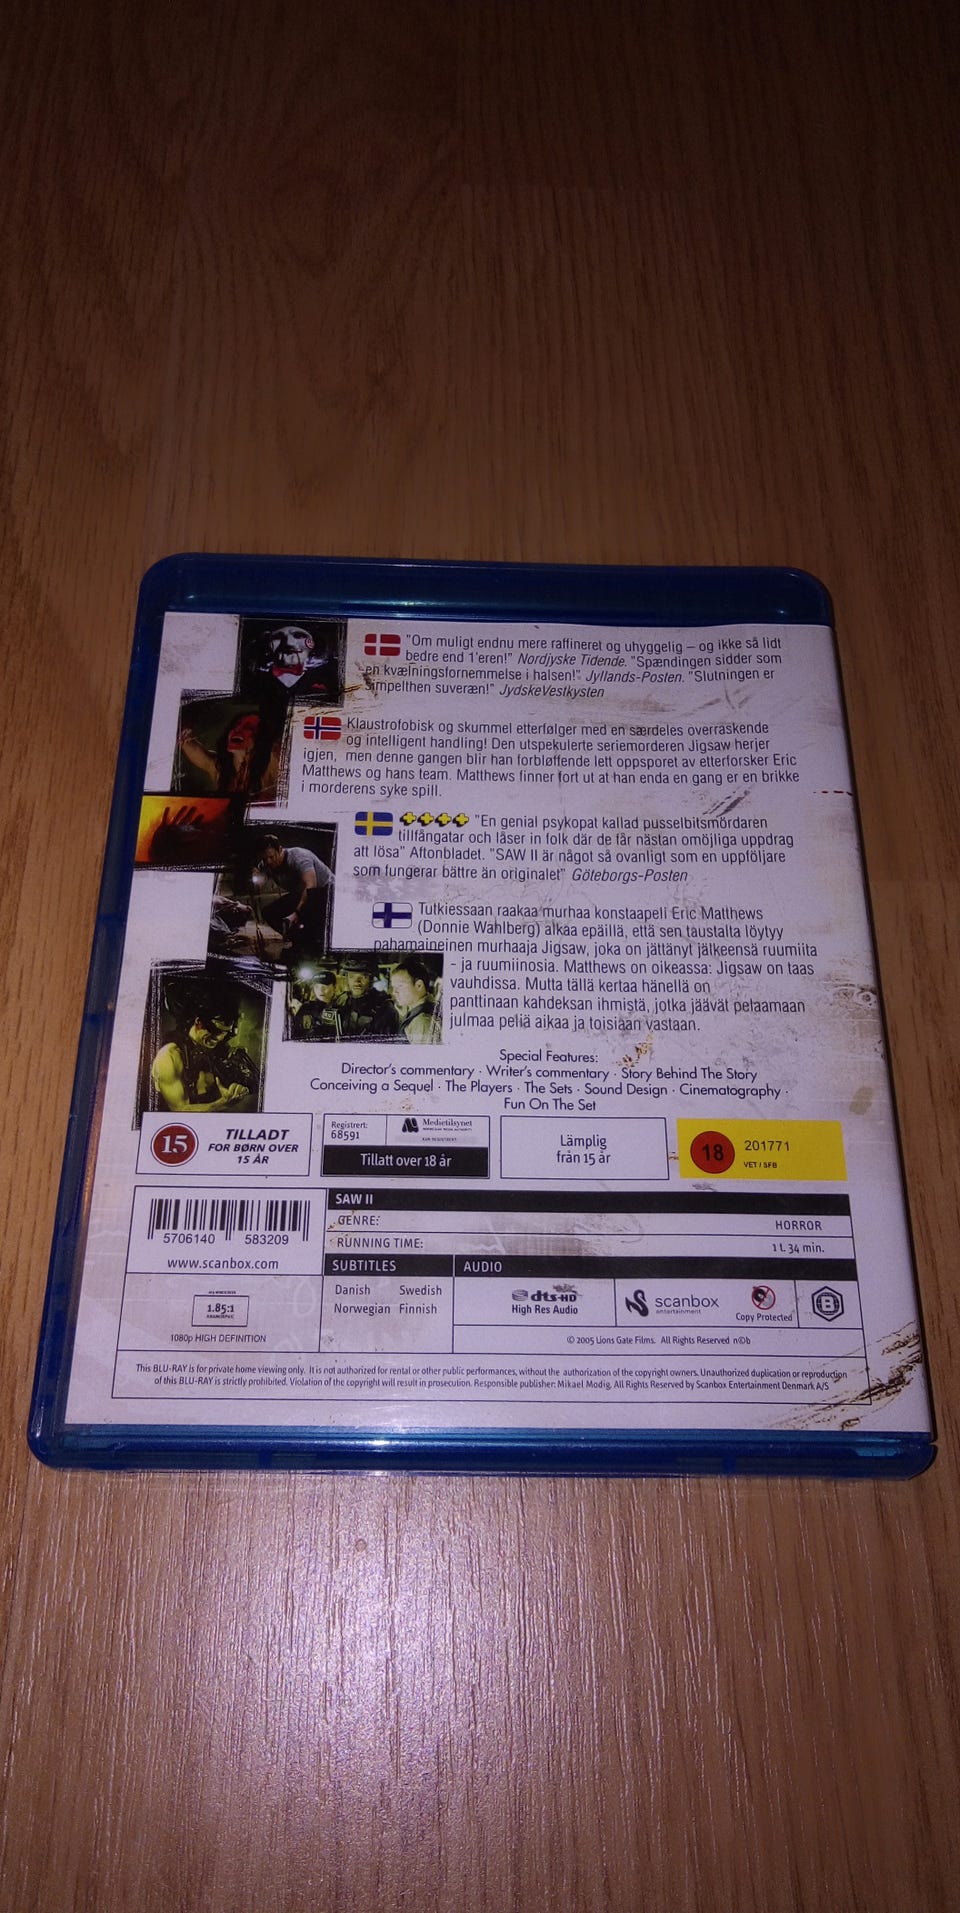 "Om muligt endnu mere raffineret og uhyggelig – og ikke så lidt
bedre end 1'eren!" Nordjyske Tidende. "Spændingen sidder som
en kvælningsfornemmelse i halsen!" Jyllands-Posten. "Slutningen er
simpelthen suveræn!" JydskeVestkysten
Klaustrofobisk og skummel etterfølger med en særdeles overraskende
og intelligent handling! Den utspekulerte seriemorderen Jigsaw herjer
igjen, men denne gangen blir han forbløffende lett oppsporet av etterforsker Eric
Matthews og hans team. Matthews finner fort ut at han enda en gang er en brikke
i morderens syke spill.
"En genial psykopat kallad pusselbitsmördaren
tillfångatar och låser in folk där de får nästan omöjliga uppdrag
att lösa" Aftonbladet. "SAW II är något så ovanligt som en uppföljare
som fungerar bättre än originalet" Göteborgs-Posten
Tutkiessaan raakaa murhaa konstaapeli Eric Matthews
(Donnie Wahlberg) alkaa epäillä, että sen taustalta löytyy
pahamaineinen murhaaja Jigsaw, joka on jättänyt jälkeensä ruumiita
- ja ruumiinosia. Matthews on oikeassa: Jigsaw on taas
vauhdissa. Mutta tällä kertaa hänellä on
panttinaan kahdeksan ihmistä, jotka jäävät pelaamaan
julmaa peliä aikaa ja toisiaan vastaan.
Special Features:
Director's commentary · Writer's commentary · Story Behind The Story
Conceiving a Sequel · The Players · The Sets · Sound Design · Cinematography ·
Fun On The Set
15 TILLADT
FOR BØRN OVER
15 ÅR
Registrert:
68591
Medietilsynet
Tillatt over 18 år
Lämplig
från 15 år
18 201771
VET / SFB
5706140 583209
www.scanbox.com
1.85:1
1080p HIGH DEFINITION
SAW II
GENRE: HORROR
RUNNING TIME: 1 t. 34 min.
SUBTITLES AUDIO
Danish Swedish
Norwegian Finnish
dts-HD
High Res Audio
scanbox
entertainment
Copy Protected
B
© 2005 Lions Gate Films. All Rights Reserved n©b
This BLU-RAY is for private home viewing only. It is not authorized for rental or other public performances, without the authorization of the copyright owners. Unauthorized duplication or reproduction
of this BLU-RAY is strictly prohibited. Violation of the copyright will result in prosecution. Responsible publisher: Mikael Modig, All Rights Reserved by Scanbox Entertainment Denmark A/S